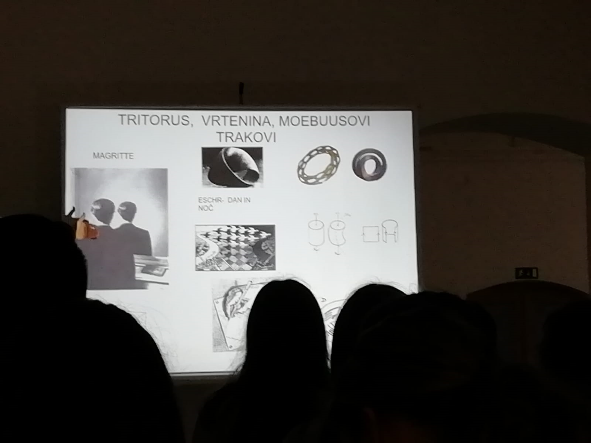 TRITORUS, VRTENINA, MOEBUUSOVI
TRAKOVI
MAGRITTE
ESCHR- DAN IN
NOČ